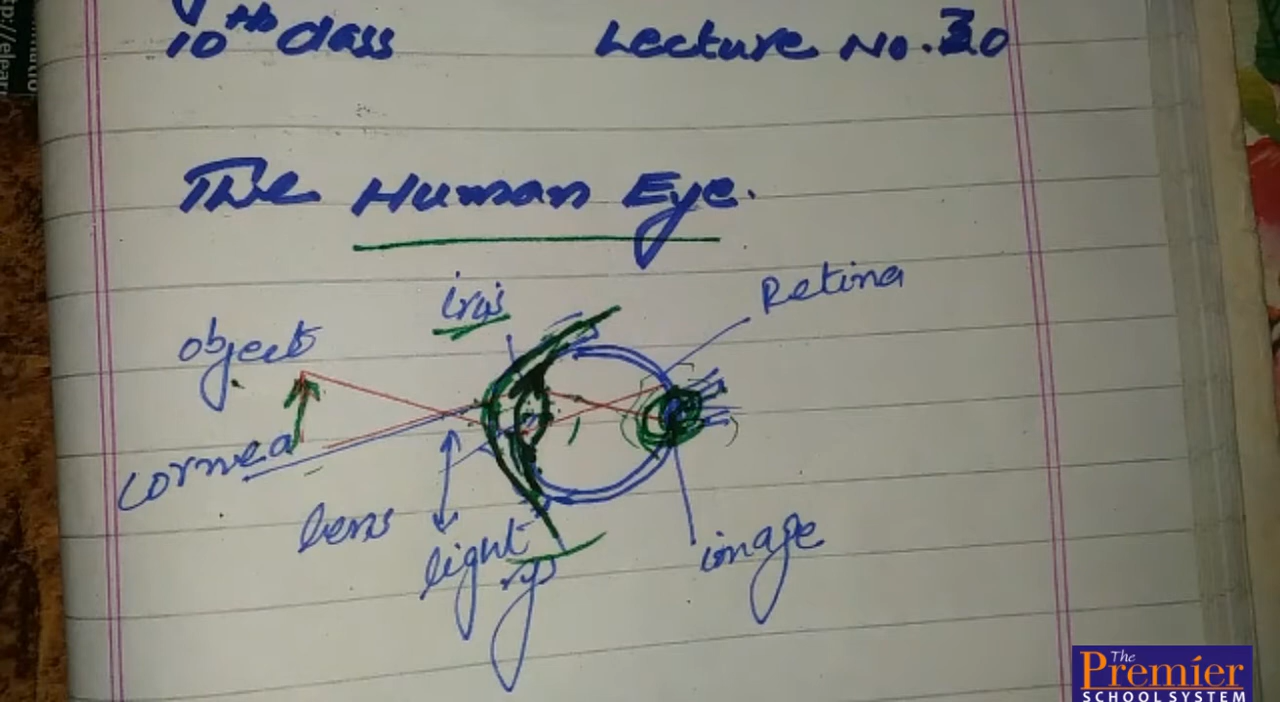 10th class Lecture No. 30
The Human Eye.
iris
Retina
object
cornea
lens
light
rys
image
The
Premier
SCHOOL SYSTEM